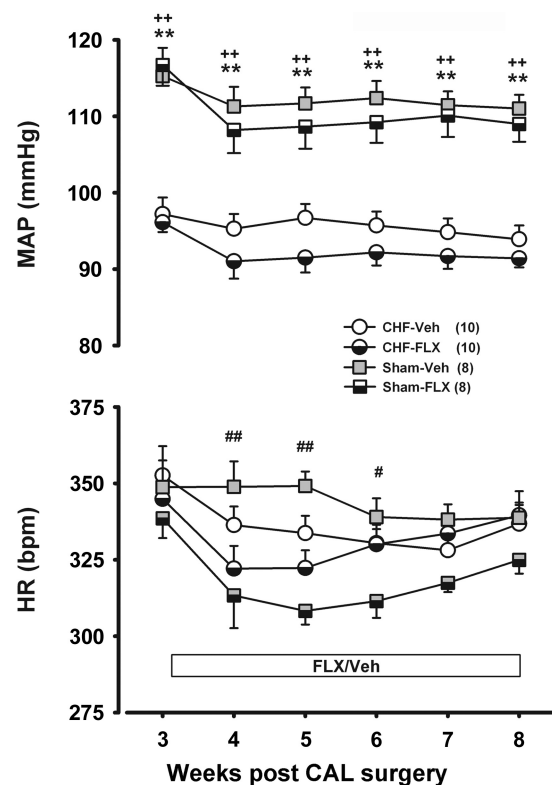 ++ ++ ++ ++ ++ ++
** ** ** ** ** **
120
110
100
90
80
MAP (mmHg)
CHF-Veh (10)
CHF-FLX (10)
Sham-Veh (8)
Sham-FLX (8)
375
350
325
300
275
HR (bpm)
## ## #
FLX/Veh
3 4 5 6 7 8
Weeks post CAL surgery